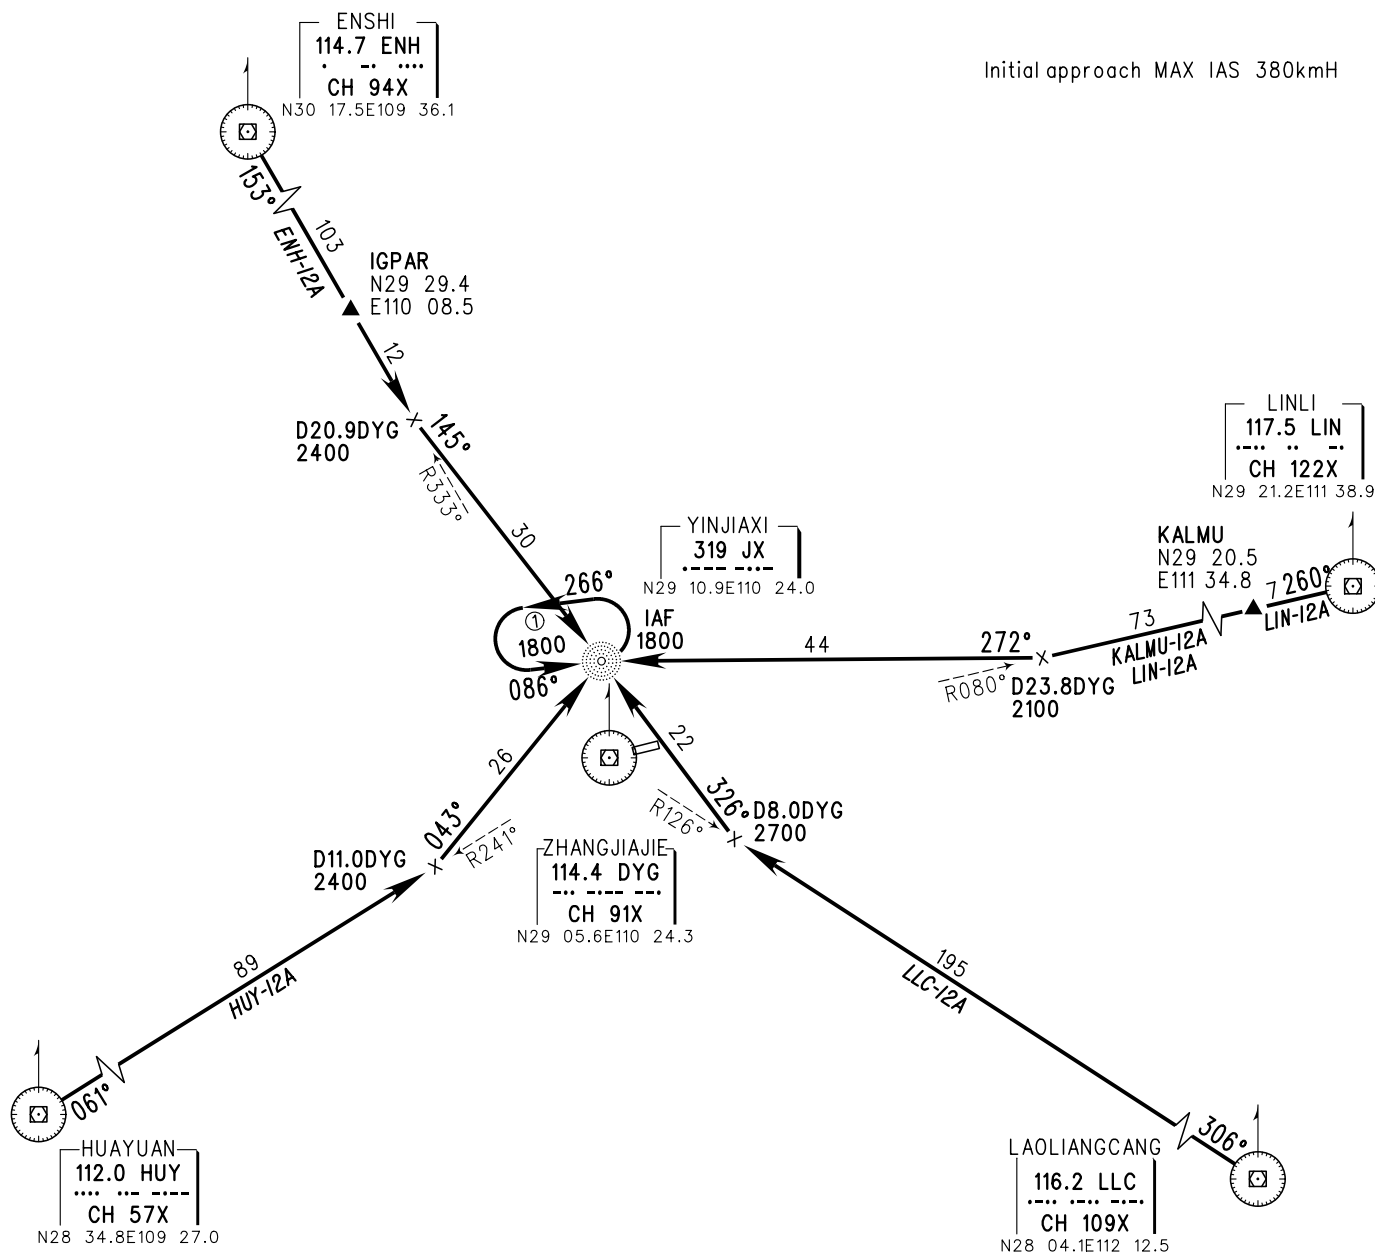 ENSHI
114.7 ENH
CH 94X
N30 17.5E109 36.1
Initial approach MAX IAS 380kmH
153°
103
ENH-12A
IGPAR
N29 29.4
E110 08.5
12
D20.9DYG
2400
145°
R333°
30
LINLI
117.5 LIN
CH 122X
N29 21.2E111 38.9
YINJIAXI
319 JX
N29 10.9E110 24.0
KALMU
N29 20.5
E111 34.8
7
260°
LIN-12A
73
KALMU-12A
LIN-12A
266°
1
1800
086°
IAF
1800
44
272°
R080°
D23.8DYG
2100
26
043°
R241°
D11.0DYG
2400
22
326°
R126°
D8.0DYG
2700
ZHANGJIAJIE
114.4 DYG
CH 91X
N29 05.6E110 24.3
89
HUY-12A
061°
195
LLC-12A
306°
HUAYUAN
112.0 HUY
CH 57X
N28 34.8E109 27.0
LAOLIANGCANG
116.2 LLC
CH 109X
N28 04.1E112 12.5